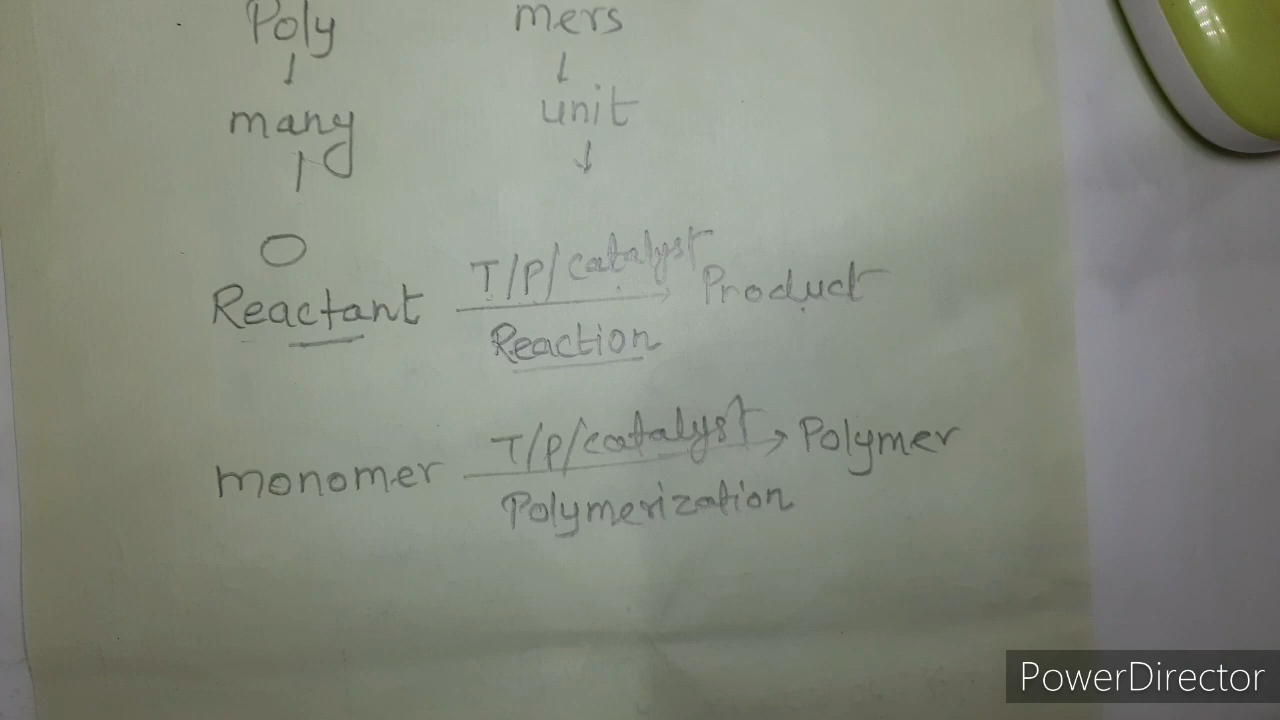 Poly mers
many unit
Reactant T/P/catalyst Product
Reaction
monomer T/P/catalyst Polymer
Polymerization
PowerDirector